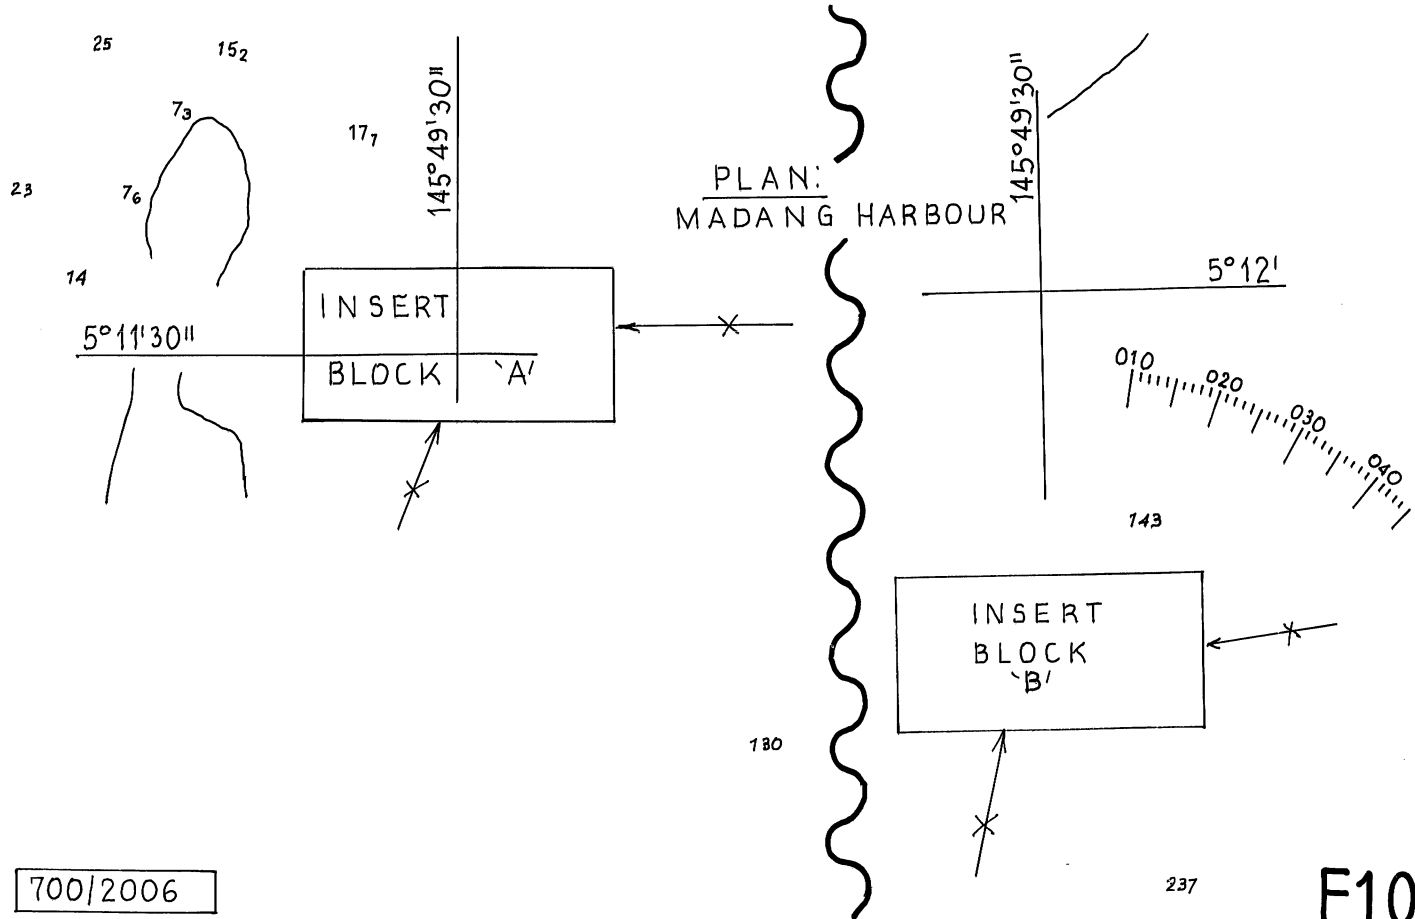 25
15₂
7₃
17₇
145°49'30"
23
7₆
14
5°11'30"
INSERT
BLOCK 'A'
PLAN:
MADANG HARBOUR
145°49'30"
5°12'
010
020
030
040
143
INSERT
BLOCK
'B'
130
237
700/2006
F10